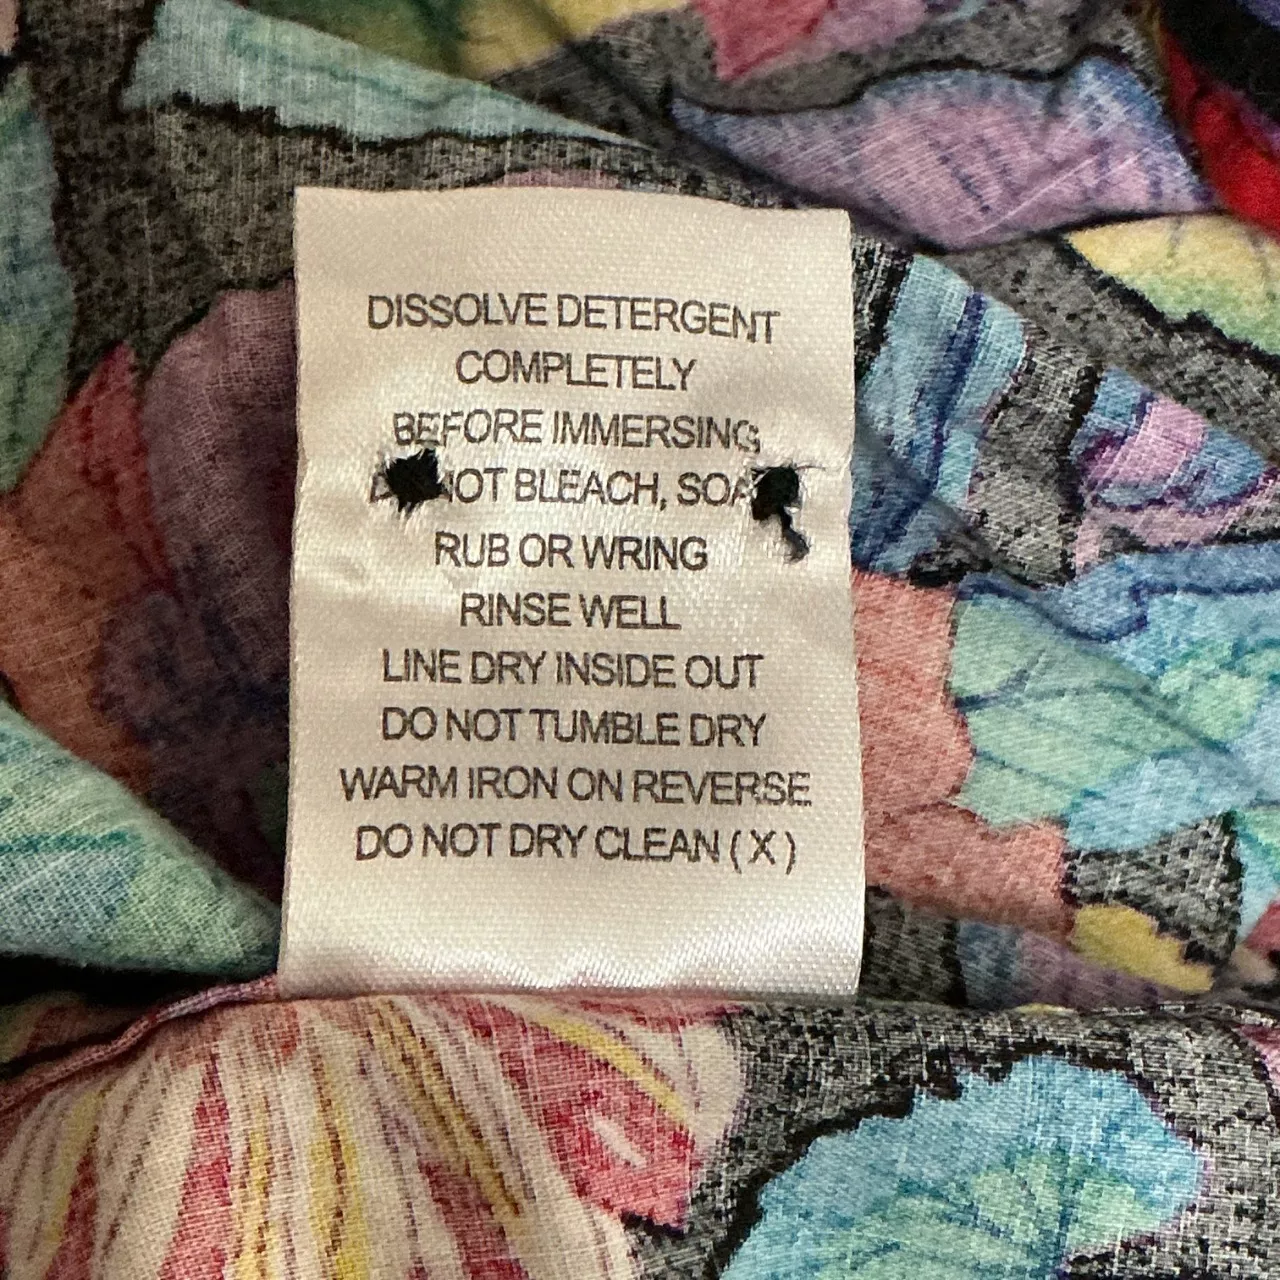 DISSOLVE DETERGENT
COMPLETELY
BEFORE IMMERSING
NOT BLEACH, SOAK
RUB OR WRING
RINSE WELL
LINE DRY INSIDE OUT
DO NOT TUMBLE DRY
WARM IRON ON REVERSE
DO NOT DRY CLEAN ( X )